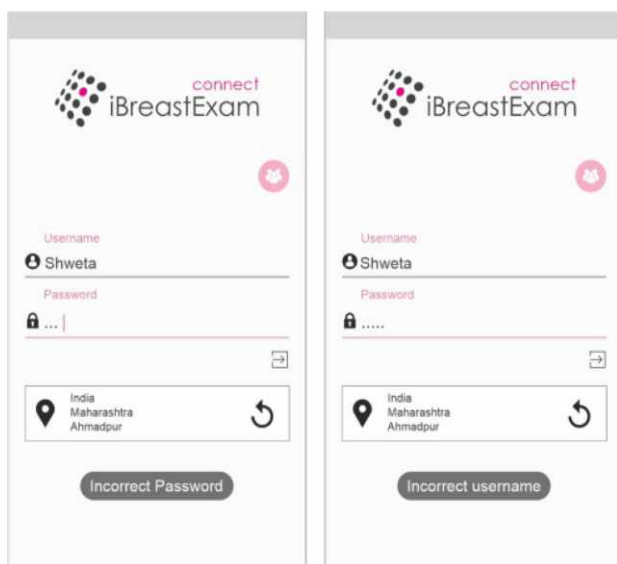 connect
iBreastExam
Username
Shweta
Password
...
India
Maharashtra
Ahmadpur
Incorrect Password
connect
iBreastExam
Username
Shweta
Password
.....
India
Maharashtra
Ahmadpur
Incorrect username